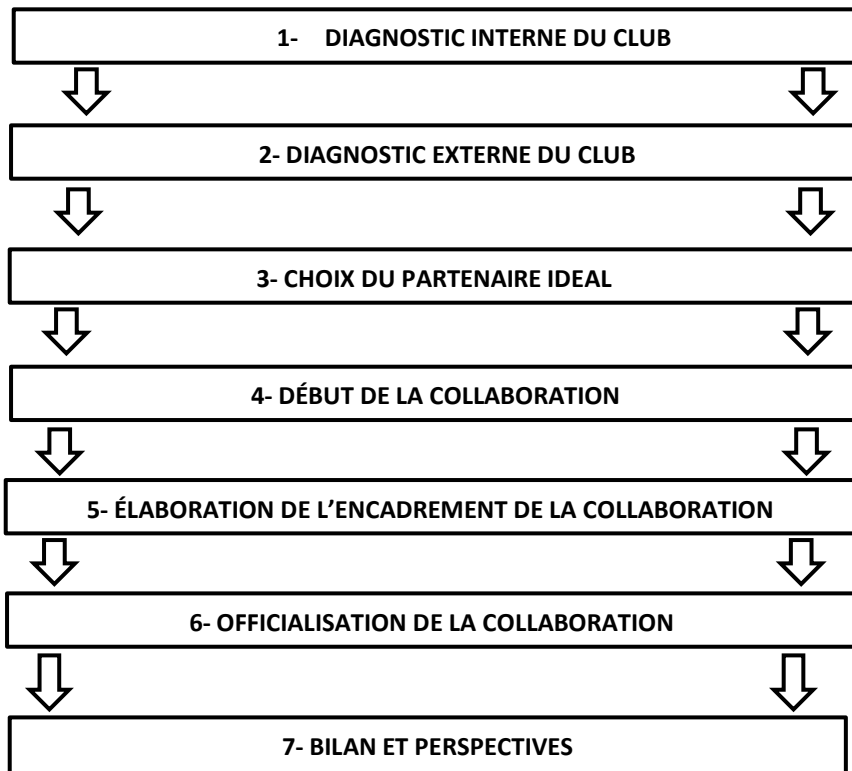 1- DIAGNOSTIC INTERNE DU CLUB
2- DIAGNOSTIC EXTERNE DU CLUB
3- CHOIX DU PARTENAIRE IDEAL
4- DÉBUT DE LA COLLABORATION
5- ÉLABORATION DE L’ENCADREMENT DE LA COLLABORATION
6- OFFICIALISATION DE LA COLLABORATION
7- BILAN ET PERSPECTIVES